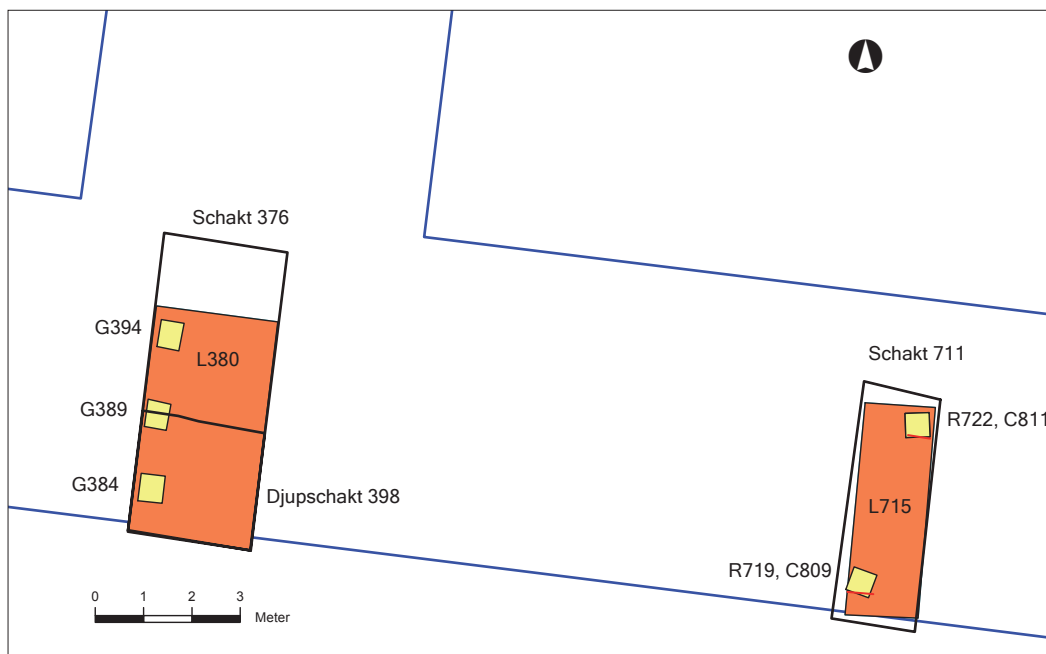 Schakt 376
G394
L380
Schakt 711
G389
R722, C811
G384
Djupschakt 398
L715
R719, C809
0 1 2 3
Meter